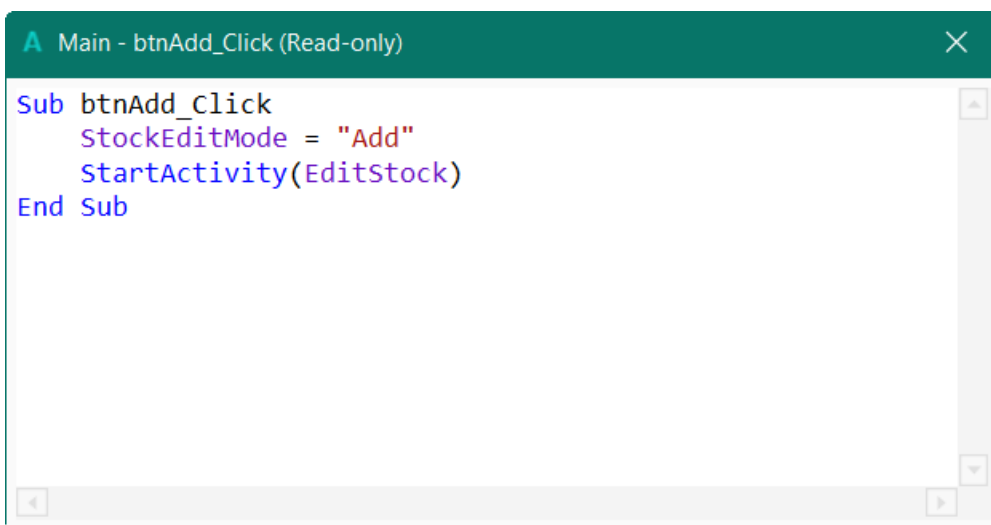 A Main - btnAdd_Click (Read-only)
Sub btnAdd_Click
    StockEditMode = "Add"
    StartActivity(EditStock)
End Sub